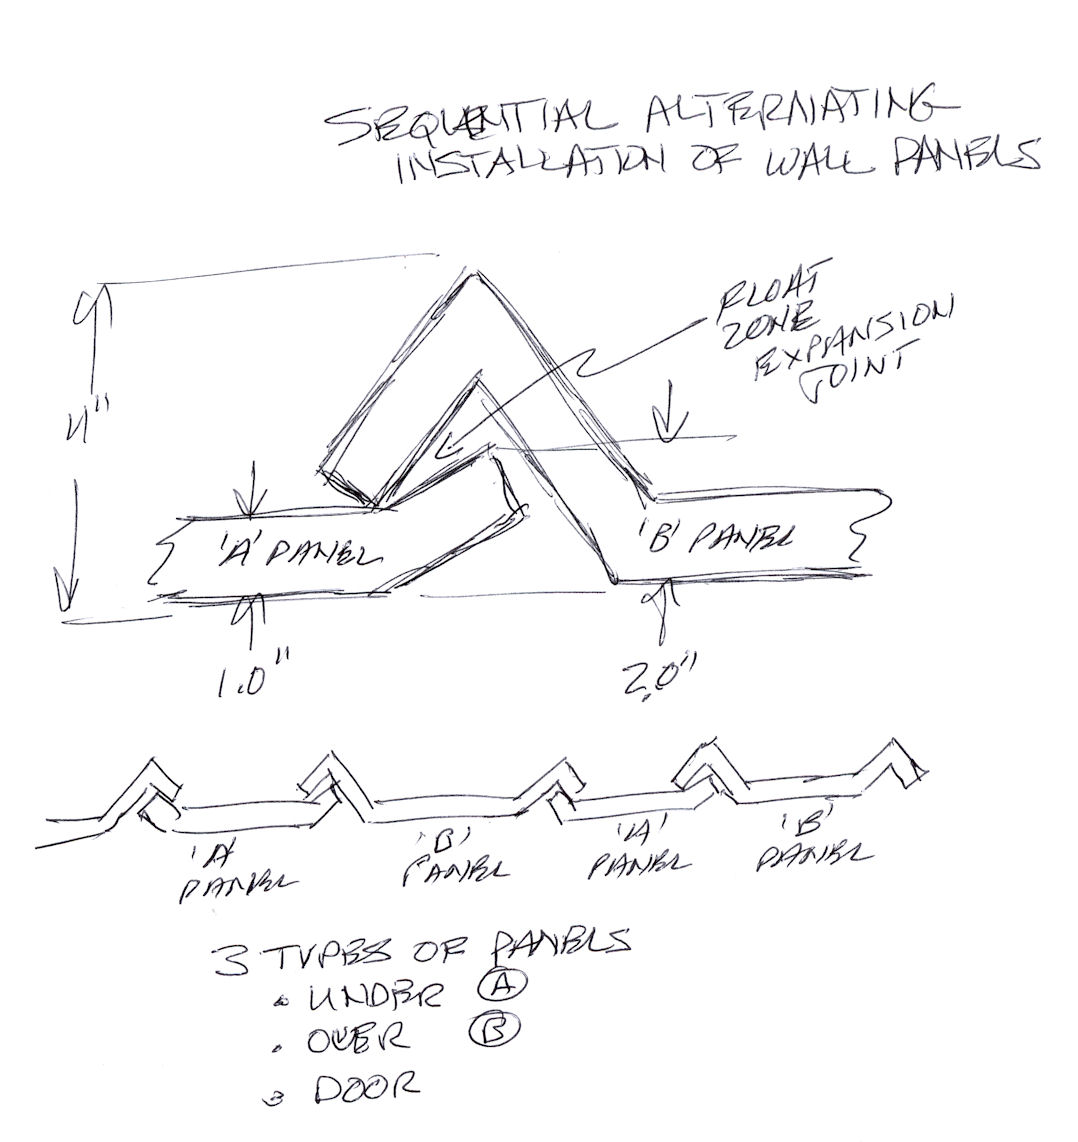 SEQUENTIAL ALTERNATING
INSTALLATION OF WALL PANELS
FLOAT
ZONE
EXPANSION
JOINT
4"
'A' PANEL
'B' PANEL
1.0"
2.0"
'A'
PANEL
'B'
PANEL
'A'
PANEL
'B'
PANEL
3 TYPES OF PANELS
• UNDER A
• OVER B
• DOOR